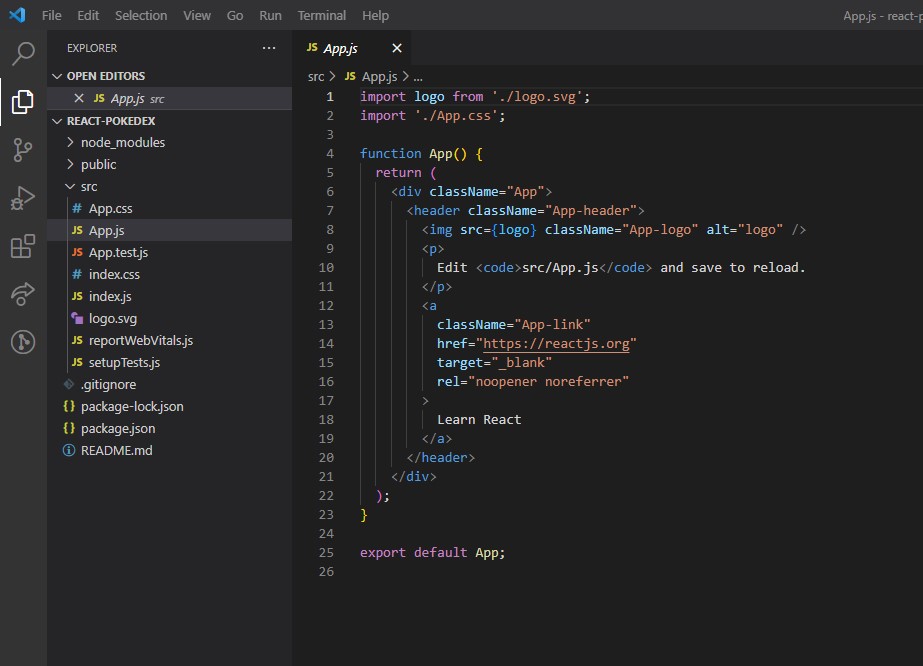 File Edit Selection View Go Run Terminal Help
App.js - react-p
EXPLORER
OPEN EDITORS
JS App.js src
REACT-POKEDEX
node_modules
public
src
# App.css
JS App.js
JS App.test.js
# index.css
JS index.js
logo.svg
JS reportWebVitals.js
JS setupTests.js
.gitignore
{} package-lock.json
{} package.json
README.md
JS App.js
src > JS App.js > ...
1 import logo from './logo.svg';
2 import './App.css';
3
4 function App() {
5 return (
6 <div className="App">
7 <header className="App-header">
8 <img src={logo} className="App-logo" alt="logo" />
9 <p>
10 Edit <code>src/App.js</code> and save to reload.
11 </p>
12 <a
13 className="App-link"
14 href="https://reactjs.org"
15 target="_blank"
16 rel="noopener noreferrer"
17 >
18 Learn React
19 </a>
20 </header>
21 </div>
22 );
23 }
24
25 export default App;
26